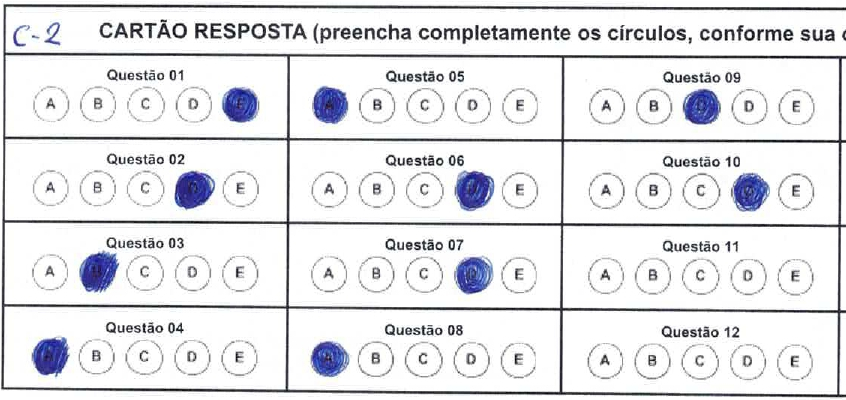 C-2 CARTÃO RESPOSTA (preencha completamente os círculos, conforme sua
Questão 01 Questão 05 Questão 09
A B C D A B C D E A B D E
Questão 02 Questão 06 Questão 10
A B C D E A B C D E A B C E
Questão 03 Questão 07 Questão 11
A B C D E A B C D E A B C D E
Questão 04 Questão 08 Questão 12
A B C D E A B C D E A B C D E